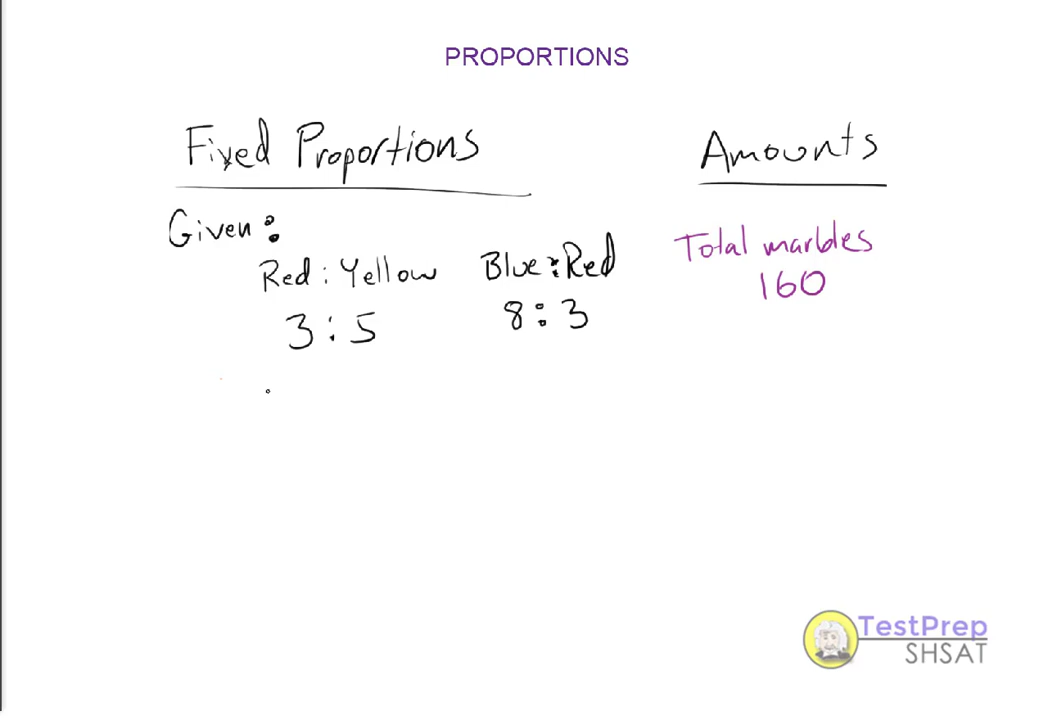 PROPORTIONS
Fixed Proportions
Amounts
Given:
Red : Yellow
Blue : Red
Total marbles
3 : 5
8 : 3
160
TestPrep
SHSAT